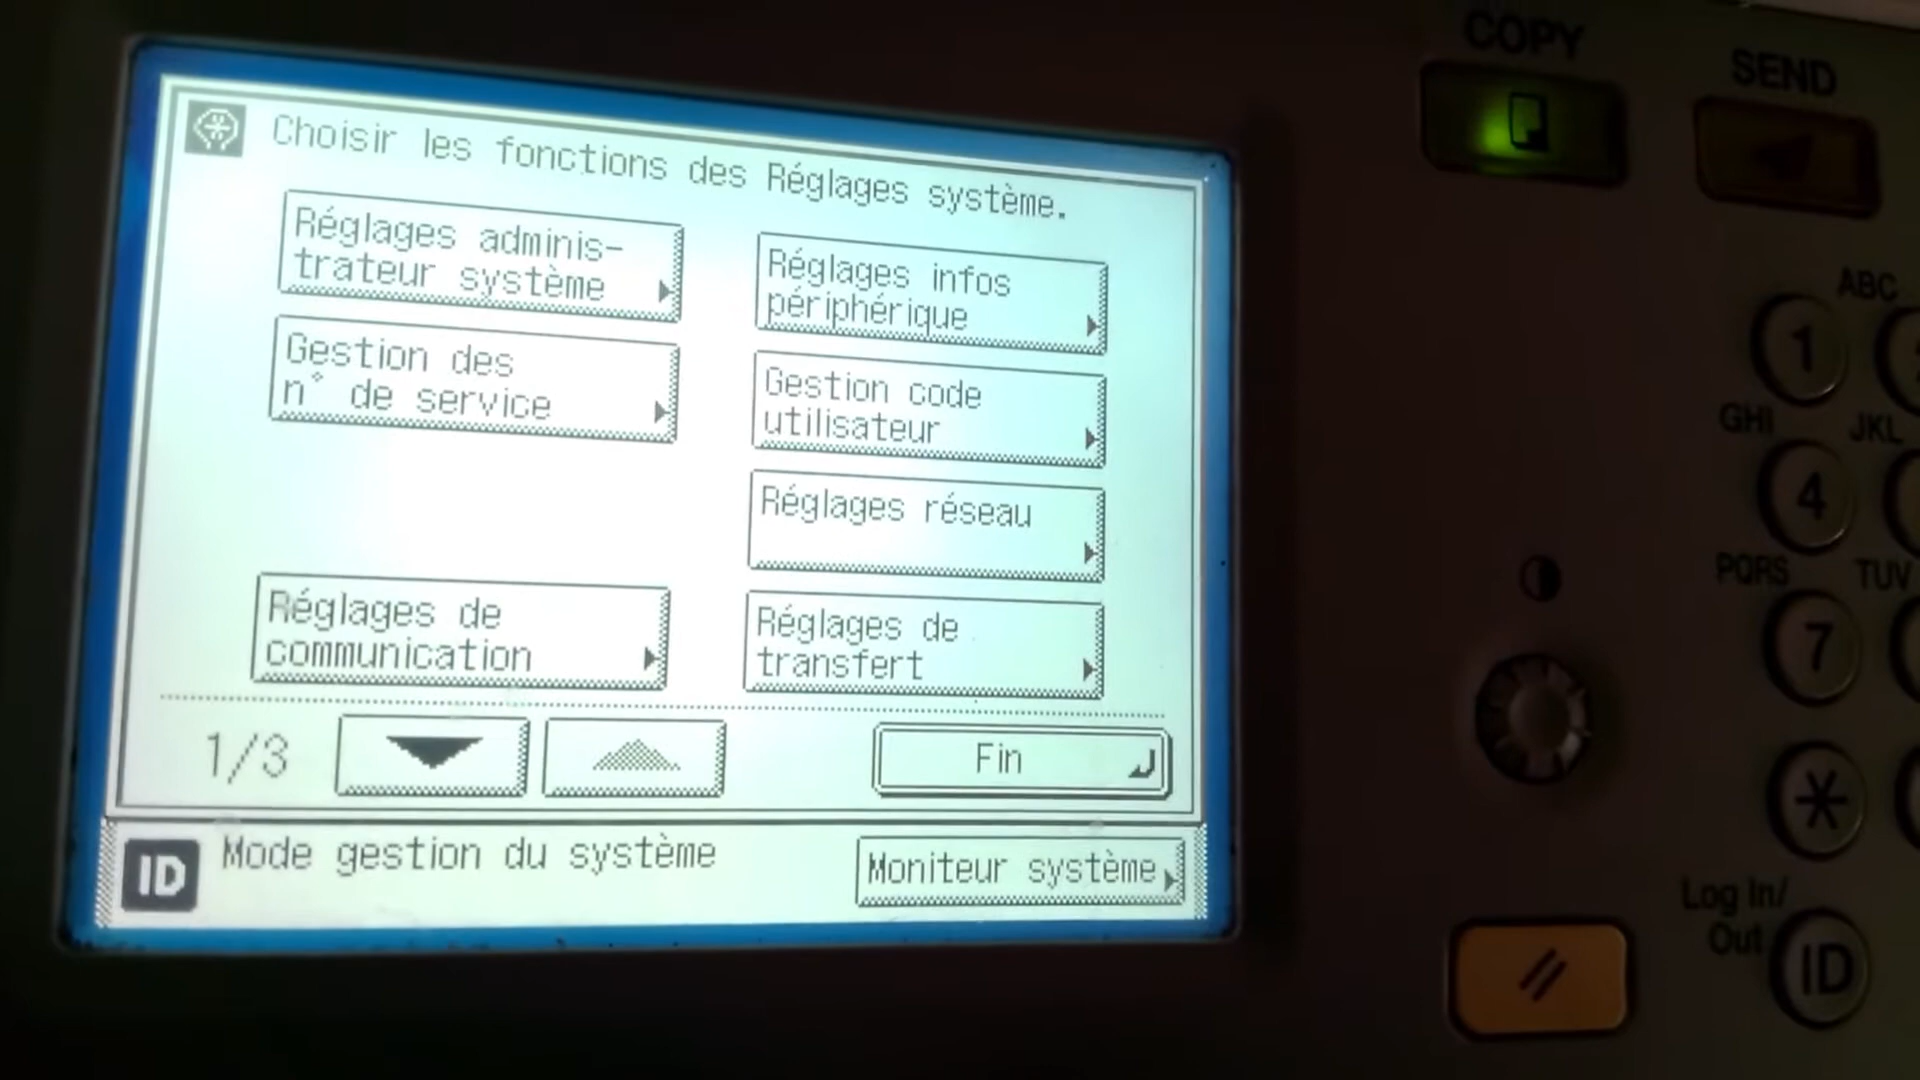 COPY
SEND
Choisir les fonctions des Réglages système.
Réglages adminis-
trateur système
Réglages infos
périphérique
Gestion des
n° de service
Gestion code
utilisateur
Réglages réseau
Réglages de
communication
Réglages de
transfert
1/3
Fin
ID
Mode gestion du système
Moniteur système
ABC
1
GHI
JKL
4
PQRS
TUV
7
*
Log In/
Out
ID